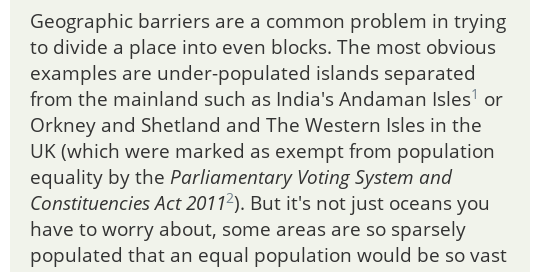 Geographic barriers are a common problem in trying
to divide a place into even blocks. The most obvious
examples are under-populated islands separated
from the mainland such as India's Andaman Isles¹ or
Orkney and Shetland and The Western Isles in the
UK (which were marked as exempt from population
equality by the Parliamentary Voting System and
Constituencies Act 2011²). But it's not just oceans you
have to worry about, some areas are so sparsely
populated that an equal population would be so vast